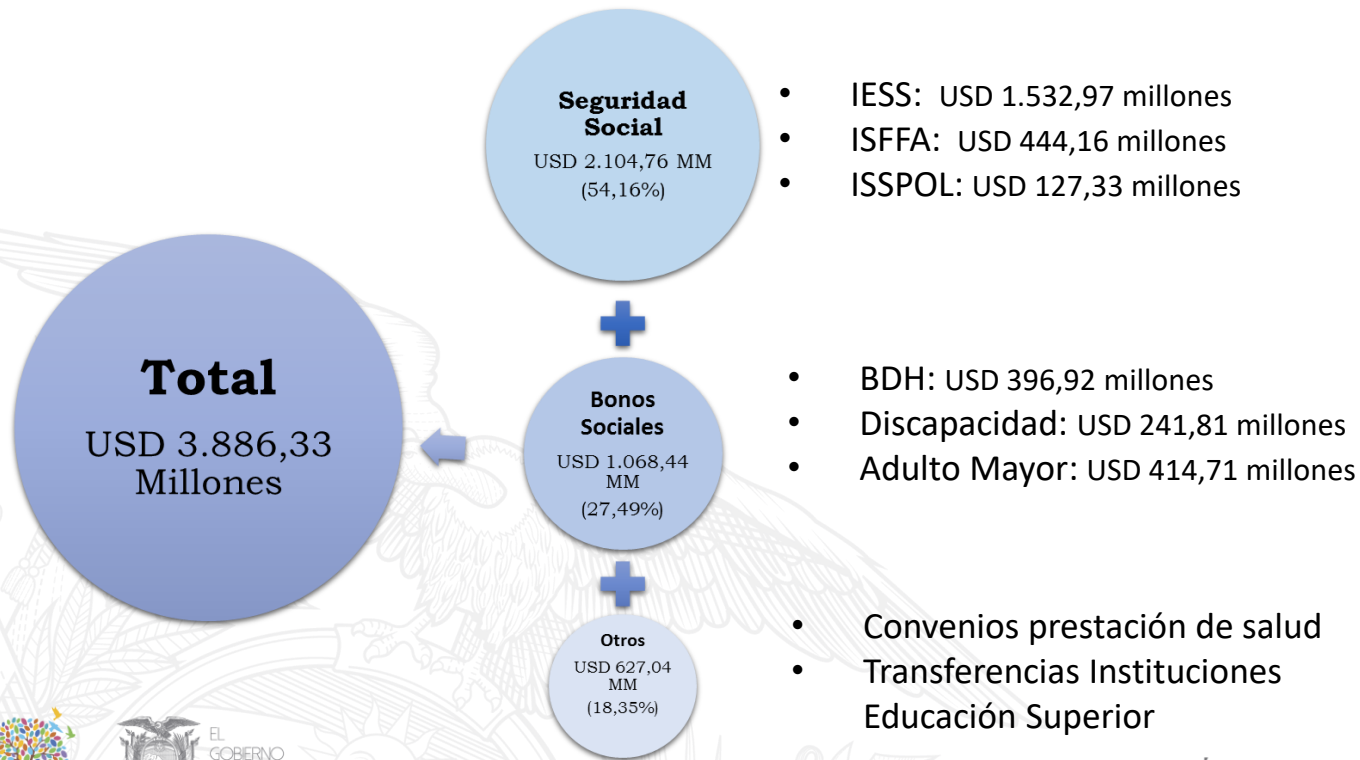 Seguridad
Social
USD 2.104,76 MM
(54,16%)
• IESS: USD 1.532,97 millones
• ISFFA: USD 444,16 millones
• ISSPOL: USD 127,33 millones
Total
USD 3.886,33
Millones
Bonos
Sociales
USD 1.068,44
MM
(27,49%)
• BDH: USD 396,92 millones
• Discapacidad: USD 241,81 millones
• Adulto Mayor: USD 414,71 millones
Otros
USD 627,04
MM
(18,35%)
• Convenios prestación de salud
• Transferencias Instituciones
Educación Superior
EL
GOBIERNO